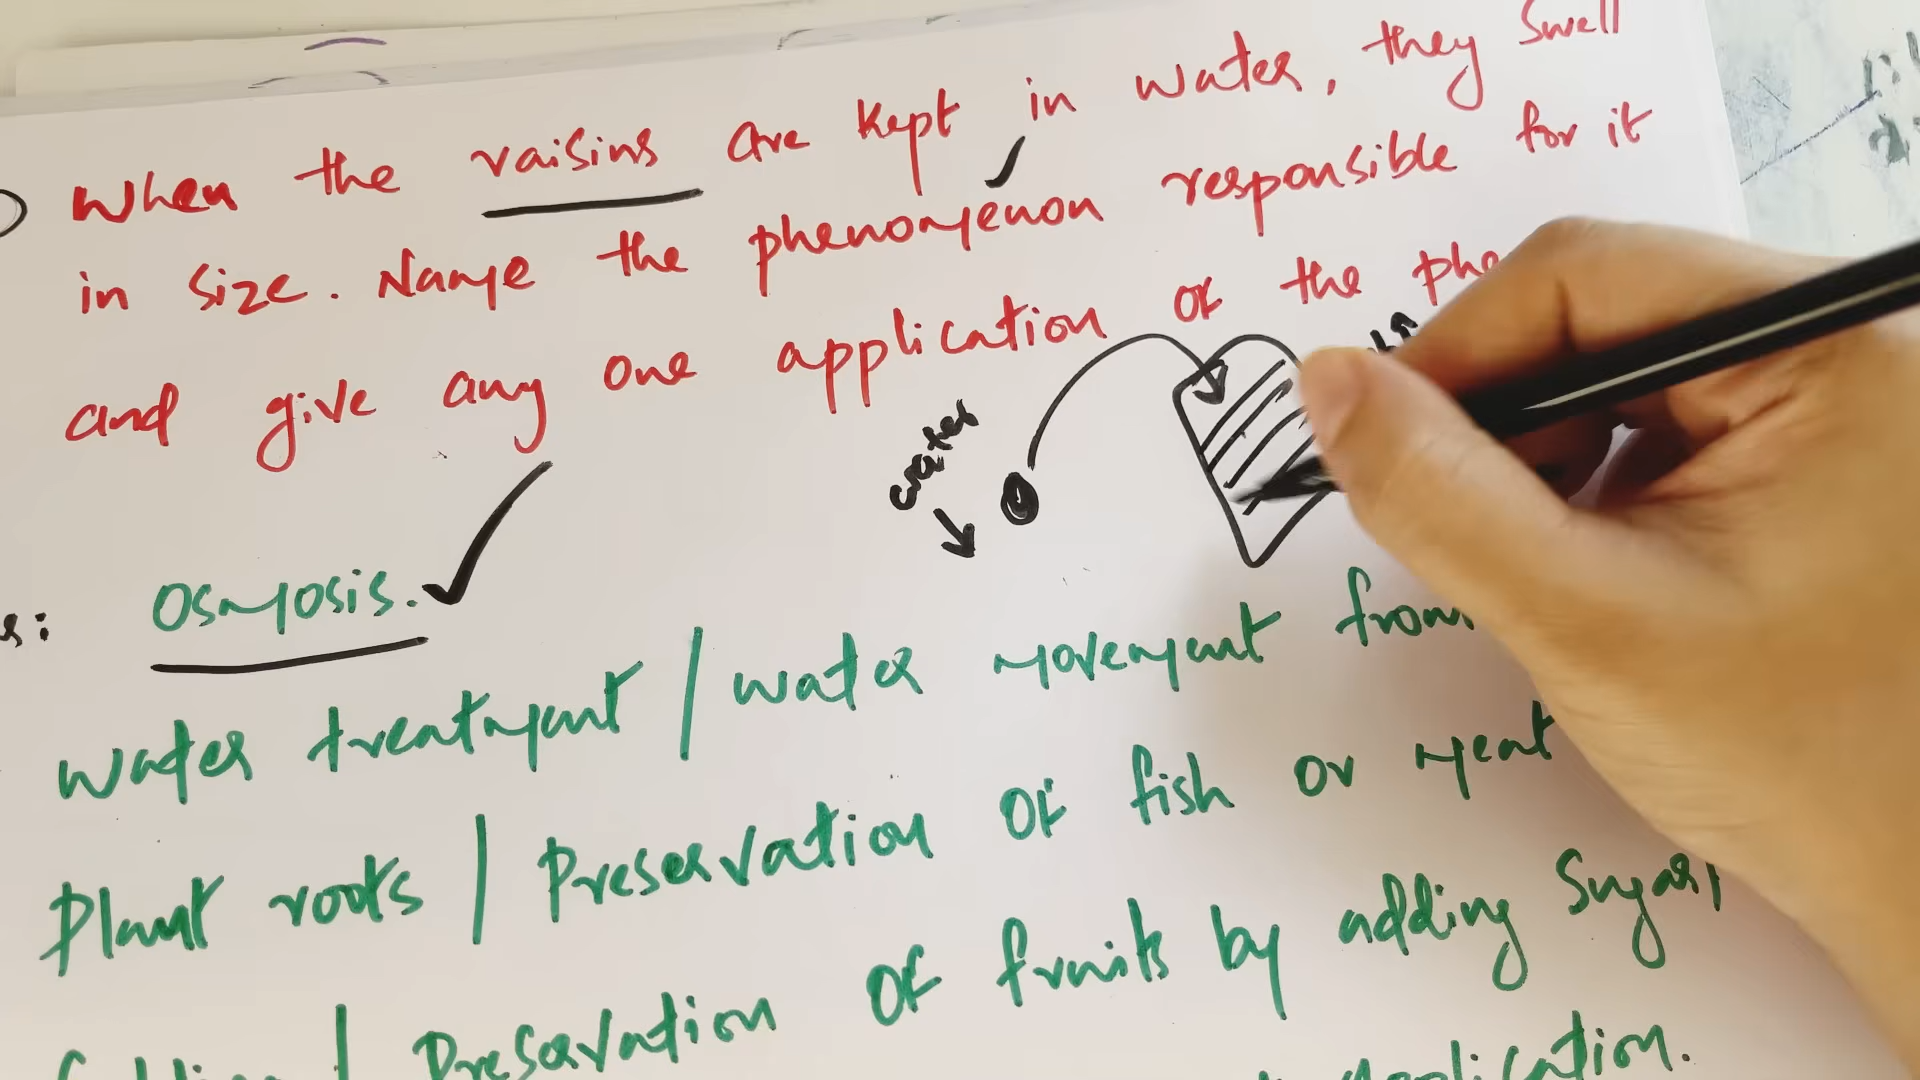 When the raisins are kept in water, they swell
in size. Name the phenomenon responsible for it
and give any one application of the phe
water
Osmosis.
s:
water treatment / water movement from
Plant roots / Preservation of fish or meat
Preservation of fruits by adding sugar/
application.